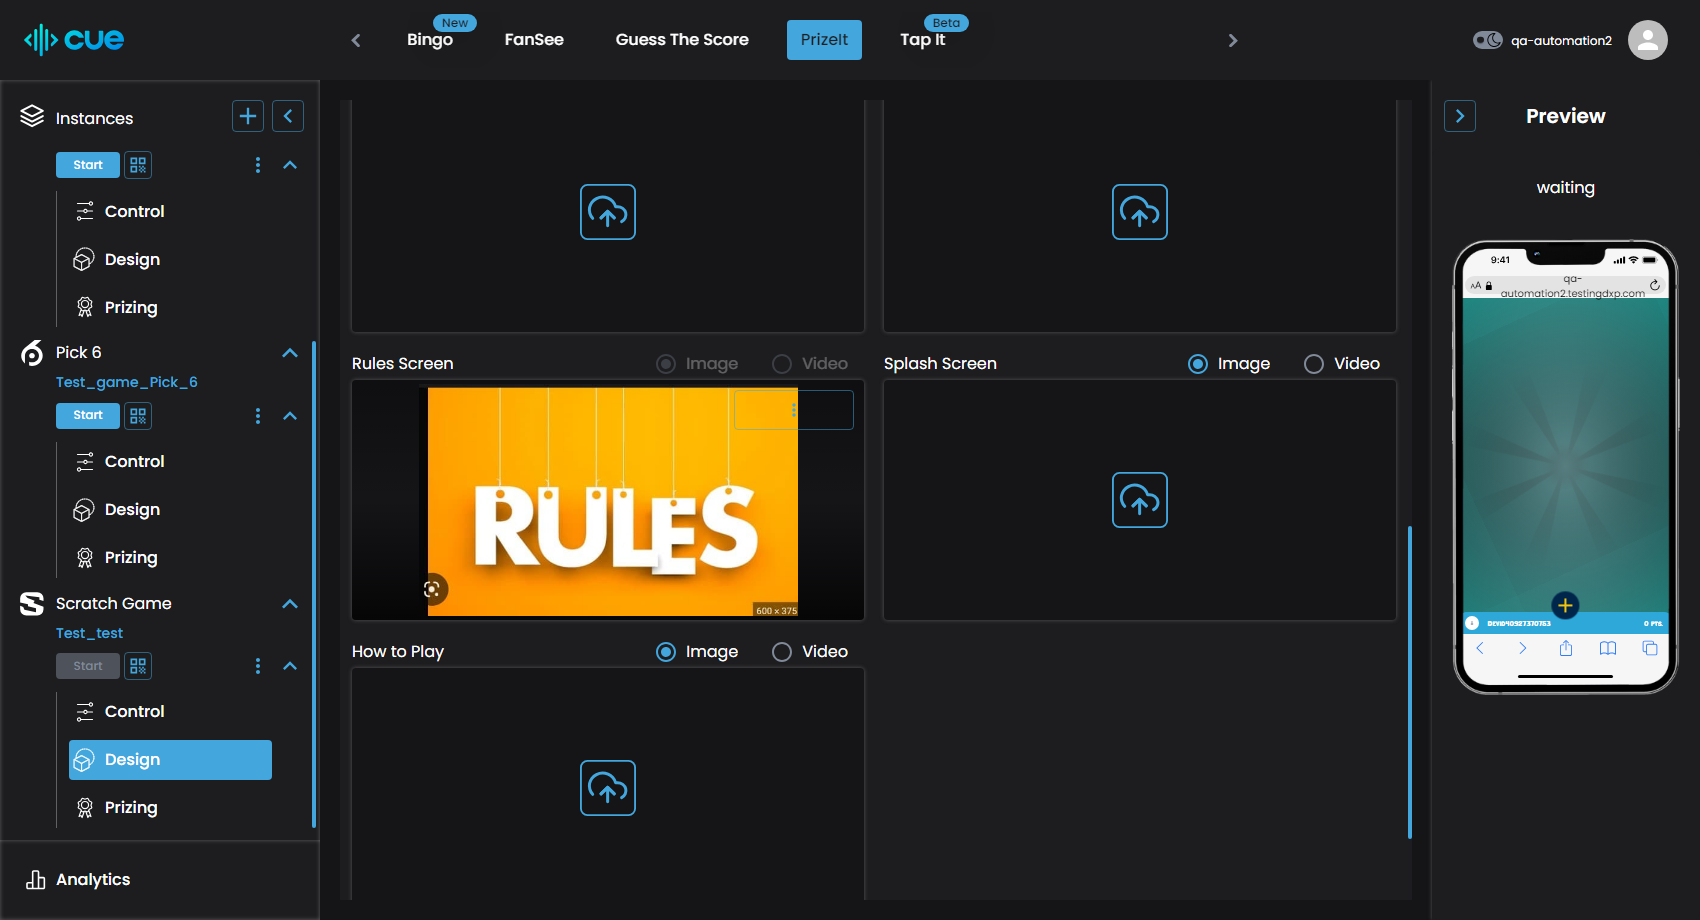 cue
Bingo
New
FanSee
Guess The Score
PrizeIt
Tap It
Beta
qa-automation2
Instances
Start
Control
Design
Prizing
Pick 6
Test_game_Pick_6
Start
Control
Design
Prizing
Scratch Game
Test_test
Start
Control
Design
Prizing
Analytics
Rules Screen
Image
Video
RULES
600 x 375
Splash Screen
Image
Video
How to Play
Image
Video
Preview
waiting
9:41
AA
qa-
automation2.testingdxp.com
0 PTS.